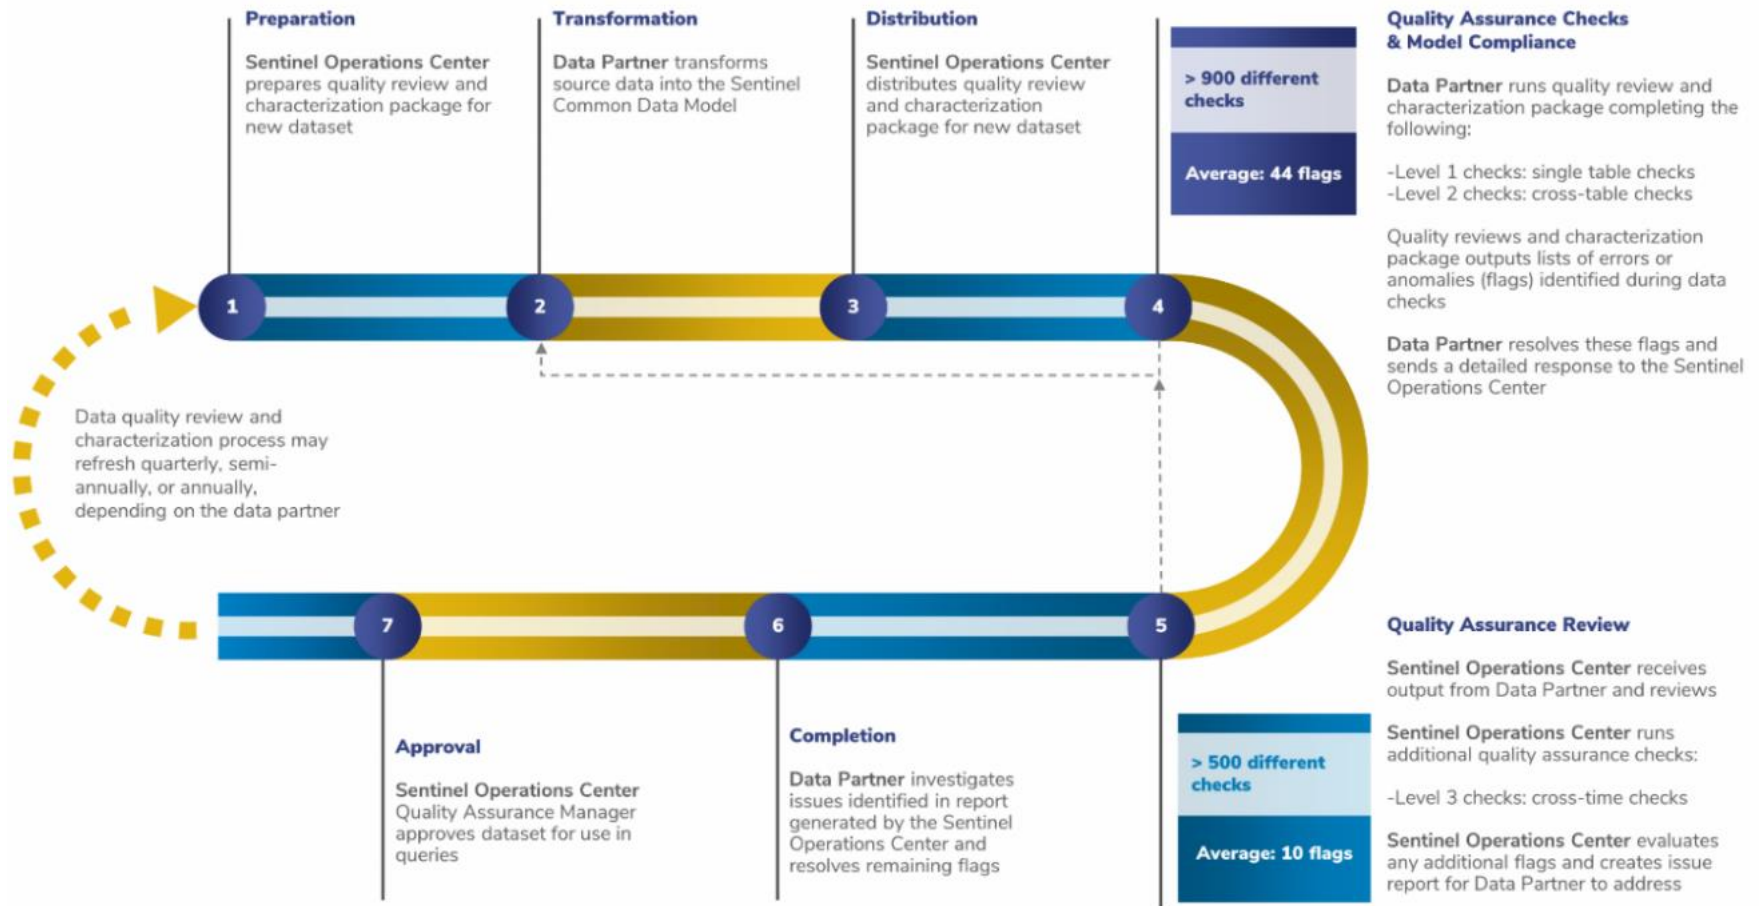 Preparation
Sentinel Operations Center
prepares quality review and
characterization package for
new dataset
Transformation
Data Partner transforms
source data into the Sentinel
Common Data Model
Distribution
Sentinel Operations Center
distributes quality review
and characterization
package for new dataset
> 900 different
checks
Average: 44 flags
Quality Assurance Checks
& Model Compliance
Data Partner runs quality review and
characterization package completing the
following:
-Level 1 checks: single table checks
-Level 2 checks: cross-table checks
Quality reviews and characterization
package outputs lists of errors or
anomalies (flags) identified during data
checks
Data Partner resolves these flags and
sends a detailed response to the Sentinel
Operations Center
1
2
3
4
Data quality review and
characterization process may
refresh quarterly, semi-
annually, or annually,
depending on the data partner
7
6
5
Approval
Sentinel Operations Center
Quality Assurance Manager
approves dataset for use in
queries
Completion
Data Partner investigates
issues identified in report
generated by the Sentinel
Operations Center and
resolves remaining flags
> 500 different
checks
Average: 10 flags
Quality Assurance Review
Sentinel Operations Center receives
output from Data Partner and reviews
Sentinel Operations Center runs
additional quality assurance checks:
-Level 3 checks: cross-time checks
Sentinel Operations Center evaluates
any additional flags and creates issue
report for Data Partner to address